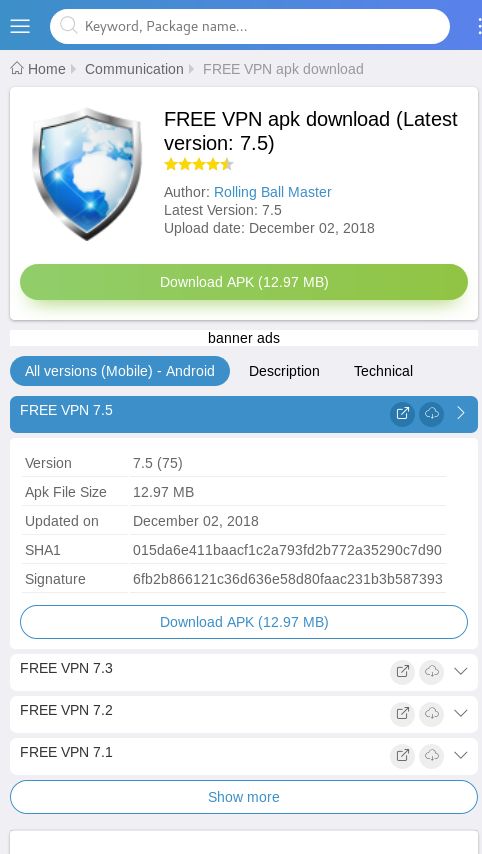 Keyword, Package name...
Home Communication FREE VPN apk download
FREE VPN apk download (Latest
version: 7.5)
Author: Rolling Ball Master
Latest Version: 7.5
Upload date: December 02, 2018
Download APK (12.97 MB)
banner ads
All versions (Mobile) - Android Description Technical
FREE VPN 7.5
Version 7.5 (75)
Apk File Size 12.97 MB
Updated on December 02, 2018
SHA1 015da6e411baacf1c2a793fd2b772a35290c7d90
Signature 6fb2b866121c36d636e58d80faac231b3b587393
Download APK (12.97 MB)
FREE VPN 7.3
FREE VPN 7.2
FREE VPN 7.1
Show more